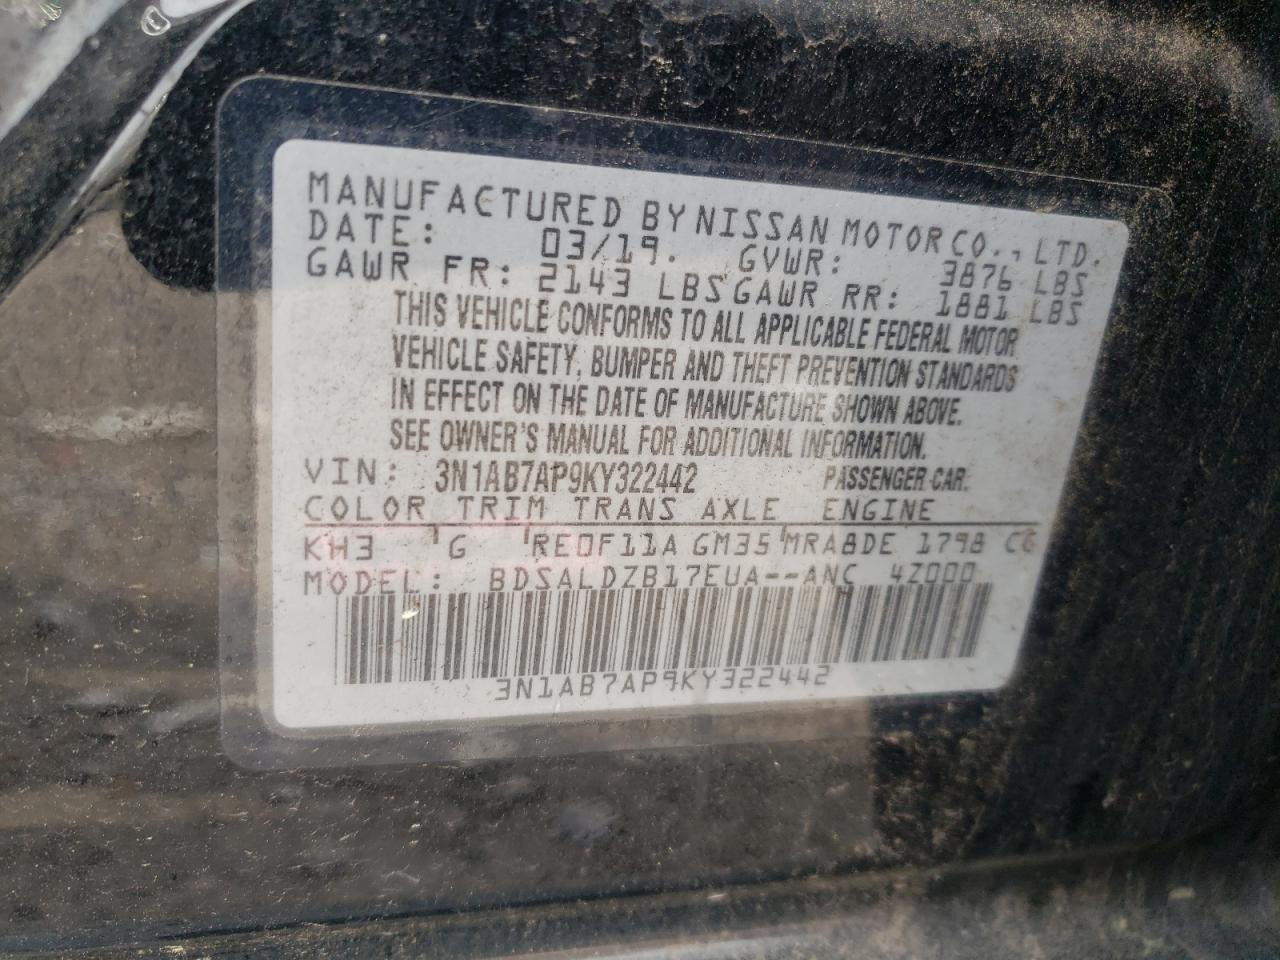 MANUFACTURED BY NISSAN MOTOR CO., LTD.
DATE: 03/19. GVWR: 3876 LBS
GAWR FR: 2143 LBS GAWR RR: 1881 LBS
THIS VEHICLE CONFORMS TO ALL APPLICABLE FEDERAL MOTOR
VEHICLE SAFETY, BUMPER AND THEFT PREVENTION STANDARDS
IN EFFECT ON THE DATE OF MANUFACTURE SHOWN ABOVE.
SEE OWNER'S MANUAL FOR ADDITIONAL INFORMATION.
VIN: 3N1AB7AP9KY322442 PASSENGER CAR.
COLOR TRIM TRANS AXLE ENGINE
KH3 G RE0F11A GM35 MRA8DE 1798 CC
MODEL: BDSALDZB17EUA--ANC 4Z000
3N1AB7AP9KY322442